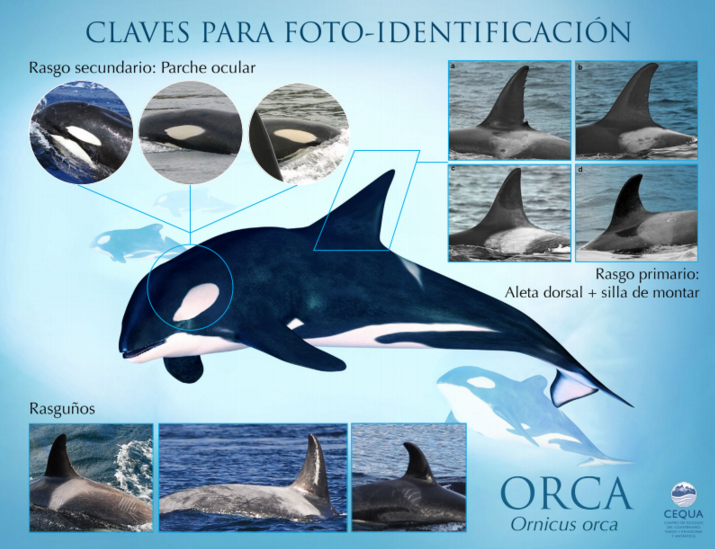 CLAVES PARA FOTO-IDENTIFICACIÓN
Rasgo secundario: Parche ocular
a
b
c
d
Rasgo primario:
Aleta dorsal + silla de montar
Rasguños
ORCA
Ornicus orca
CEQUA